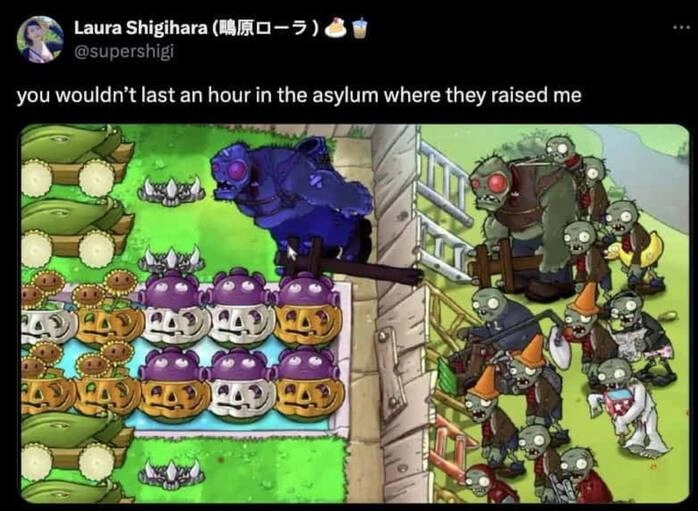 Laura Shigihara (鴫原ローラ) 🍮 🧋
@supershigi
you wouldn't last an hour in the asylum where they raised me